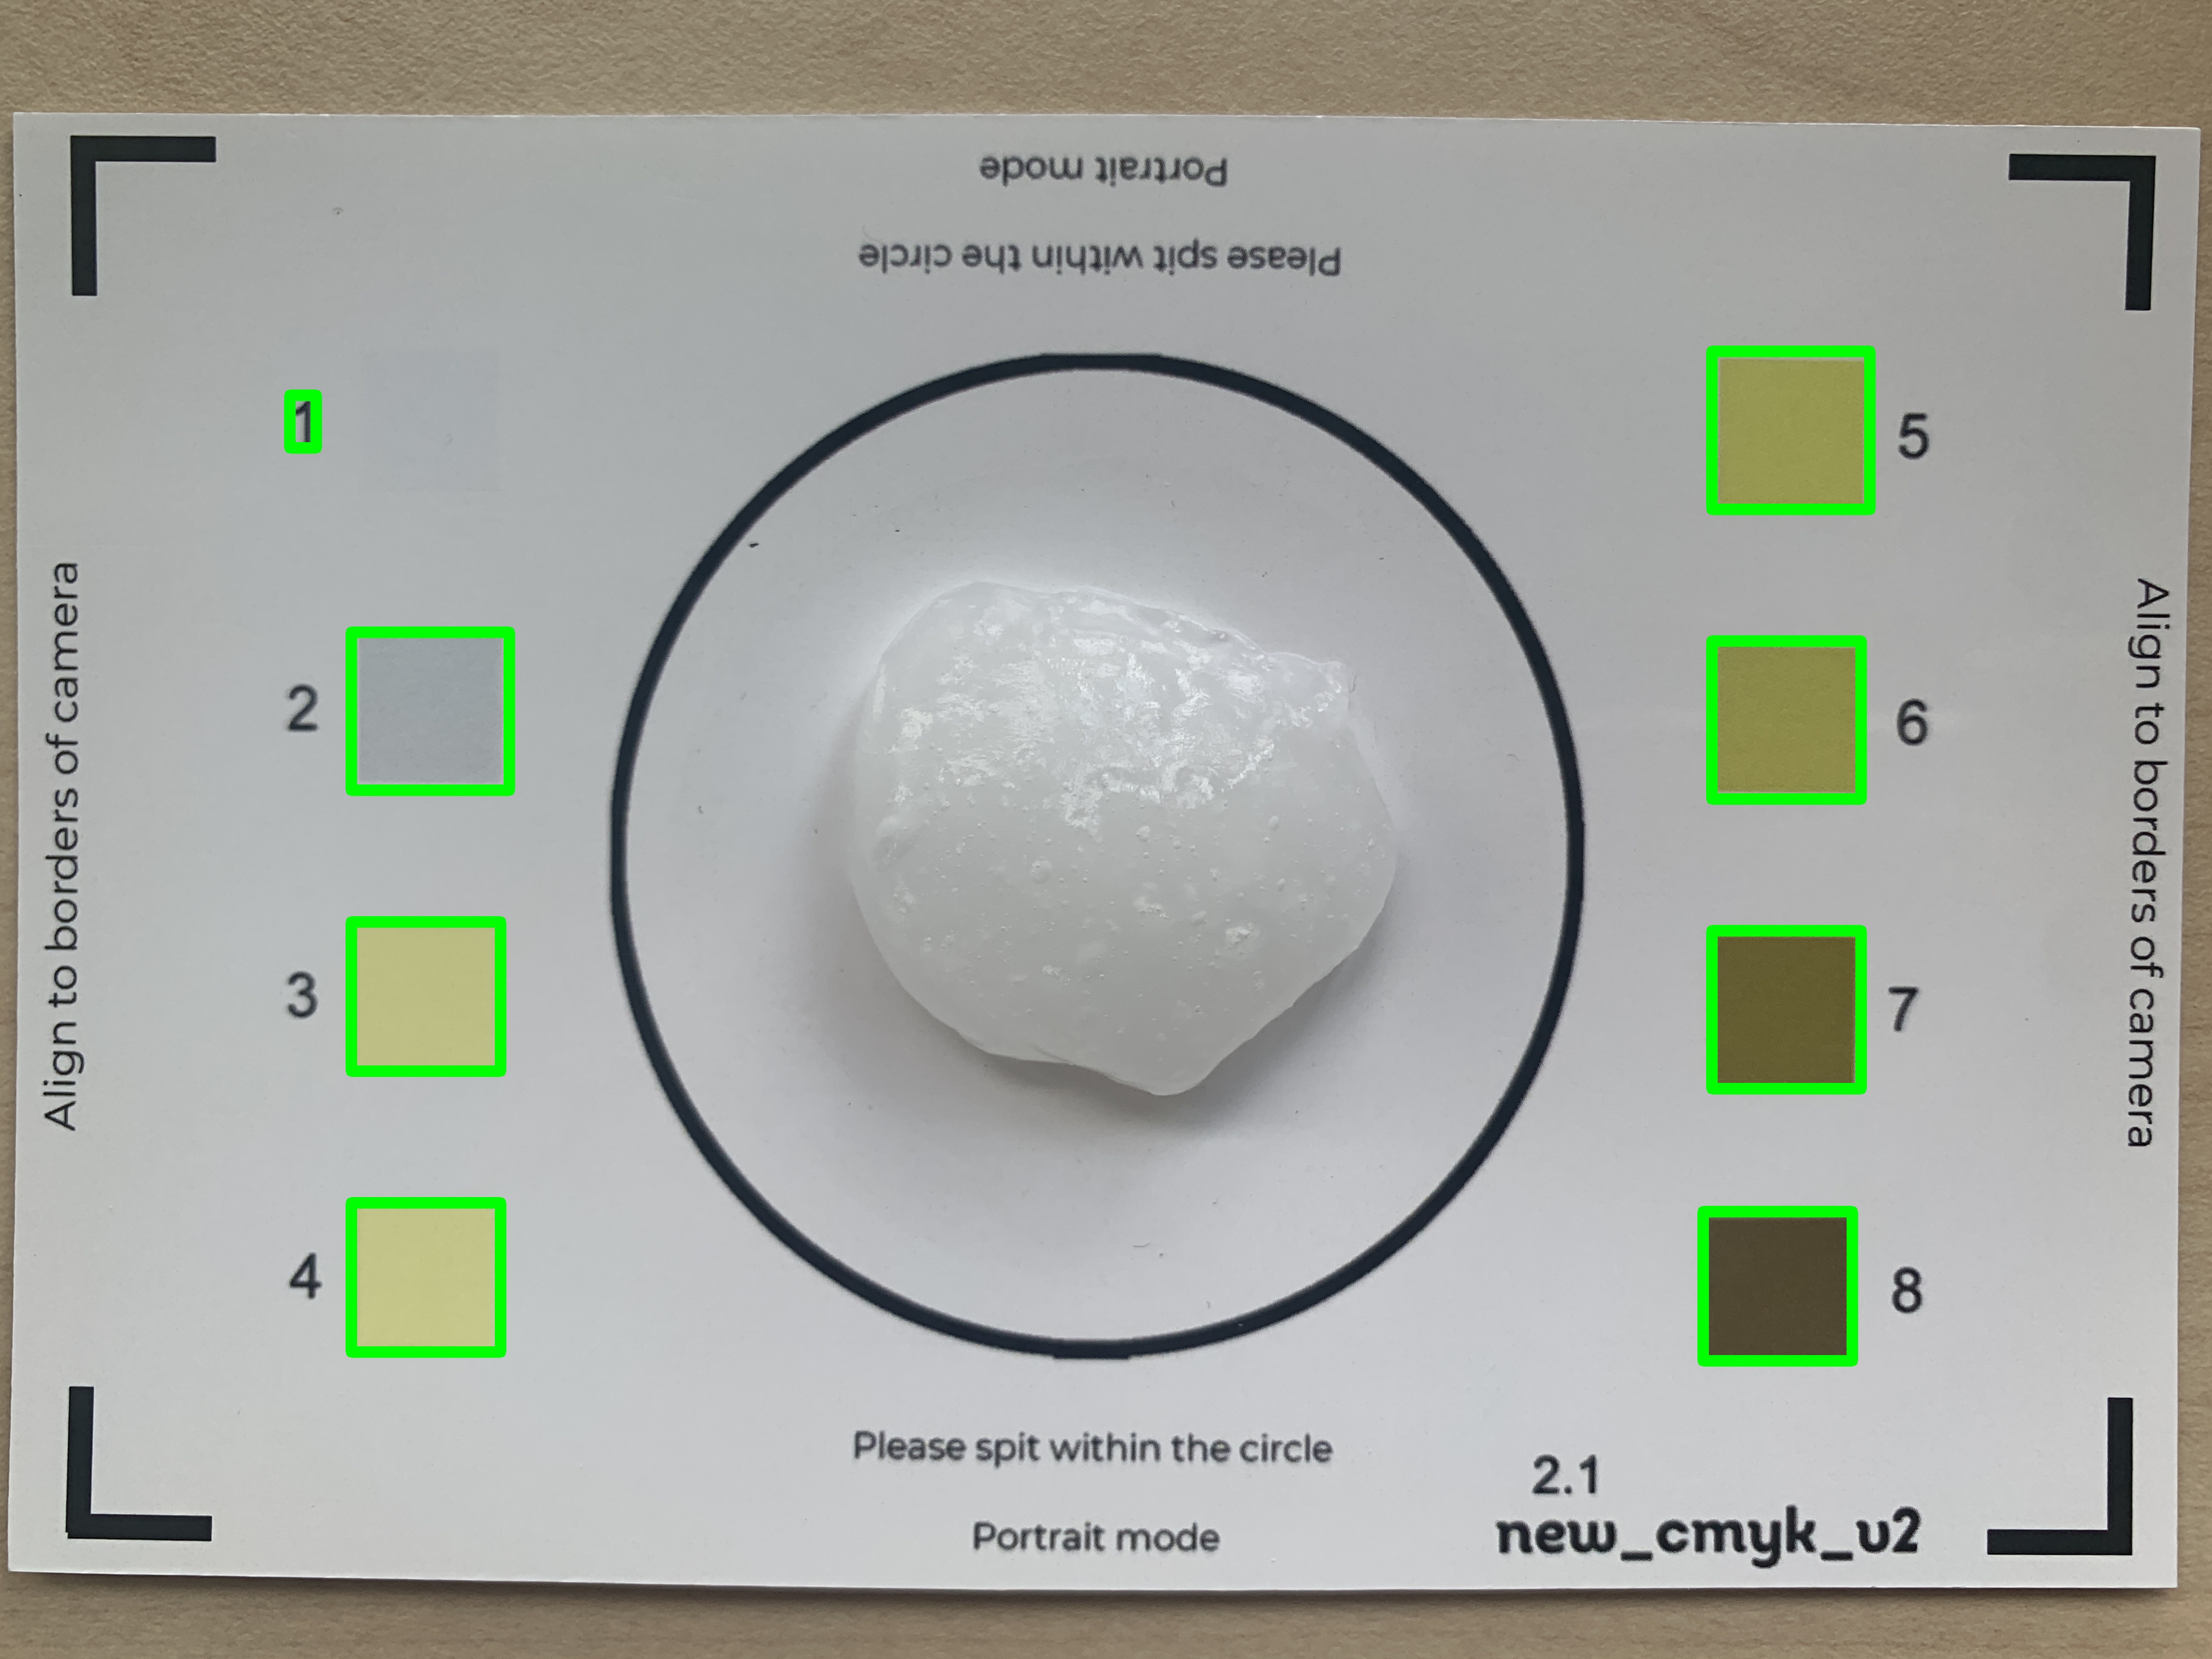 Portrait mode
Please spit within the circle
1
2
3
4
5
6
7
8
Align to borders of camera
Align to borders of camera
Please spit within the circle
Portrait mode
2.1
new_cmyk_v2